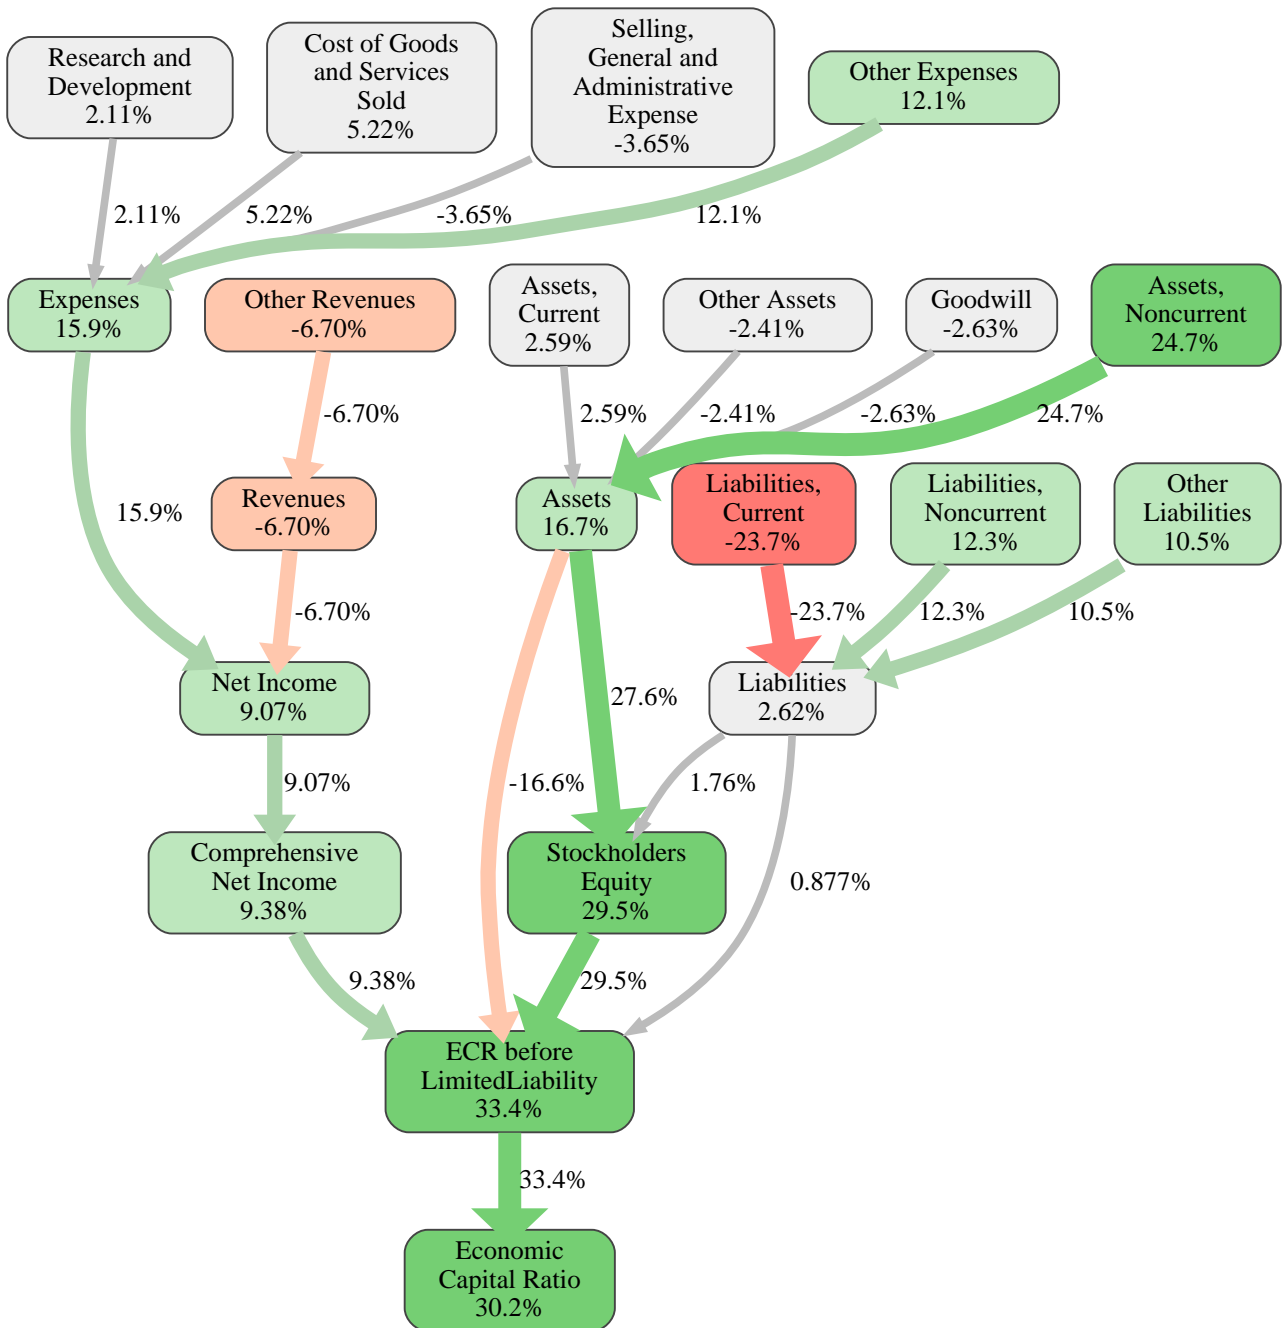 Research and
Development
2.11%
Cost of Goods
and Services
Sold
5.22%
Selling,
General and
Administrative
Expense
-3.65%
Other Expenses
12.1%
2.11%
5.22%
-3.65%
12.1%
Expenses
15.9%
Other Revenues
-6.70%
Assets,
Current
2.59%
Other Assets
-2.41%
Goodwill
-2.63%
Assets,
Noncurrent
24.7%
-6.70%
2.59%
-2.41%
-2.63%
24.7%
15.9%
Revenues
-6.70%
Assets
16.7%
Liabilities,
Current
-23.7%
Liabilities,
Noncurrent
12.3%
Other
Liabilities
10.5%
-6.70%
-23.7%
12.3%
10.5%
Net Income
9.07%
27.6%
Liabilities
2.62%
9.07%
-16.6%
1.76%
Comprehensive
Net Income
9.38%
Stockholders
Equity
29.5%
0.877%
9.38%
29.5%
ECR before
LimitedLiability
33.4%
33.4%
Economic
Capital Ratio
30.2%